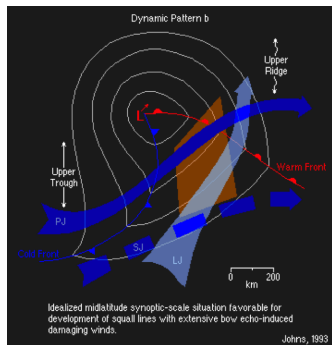 Dynamic Pattern b
Upper
Ridge
L
Upper
Trough
Warm Front
PJ
Cold Front
SJ
LJ
0 200
km
Idealized midlatitude synoptic-scale situation favorable for
development of squall lines with extensive bow echo-induced
damaging winds.
Johns, 1993